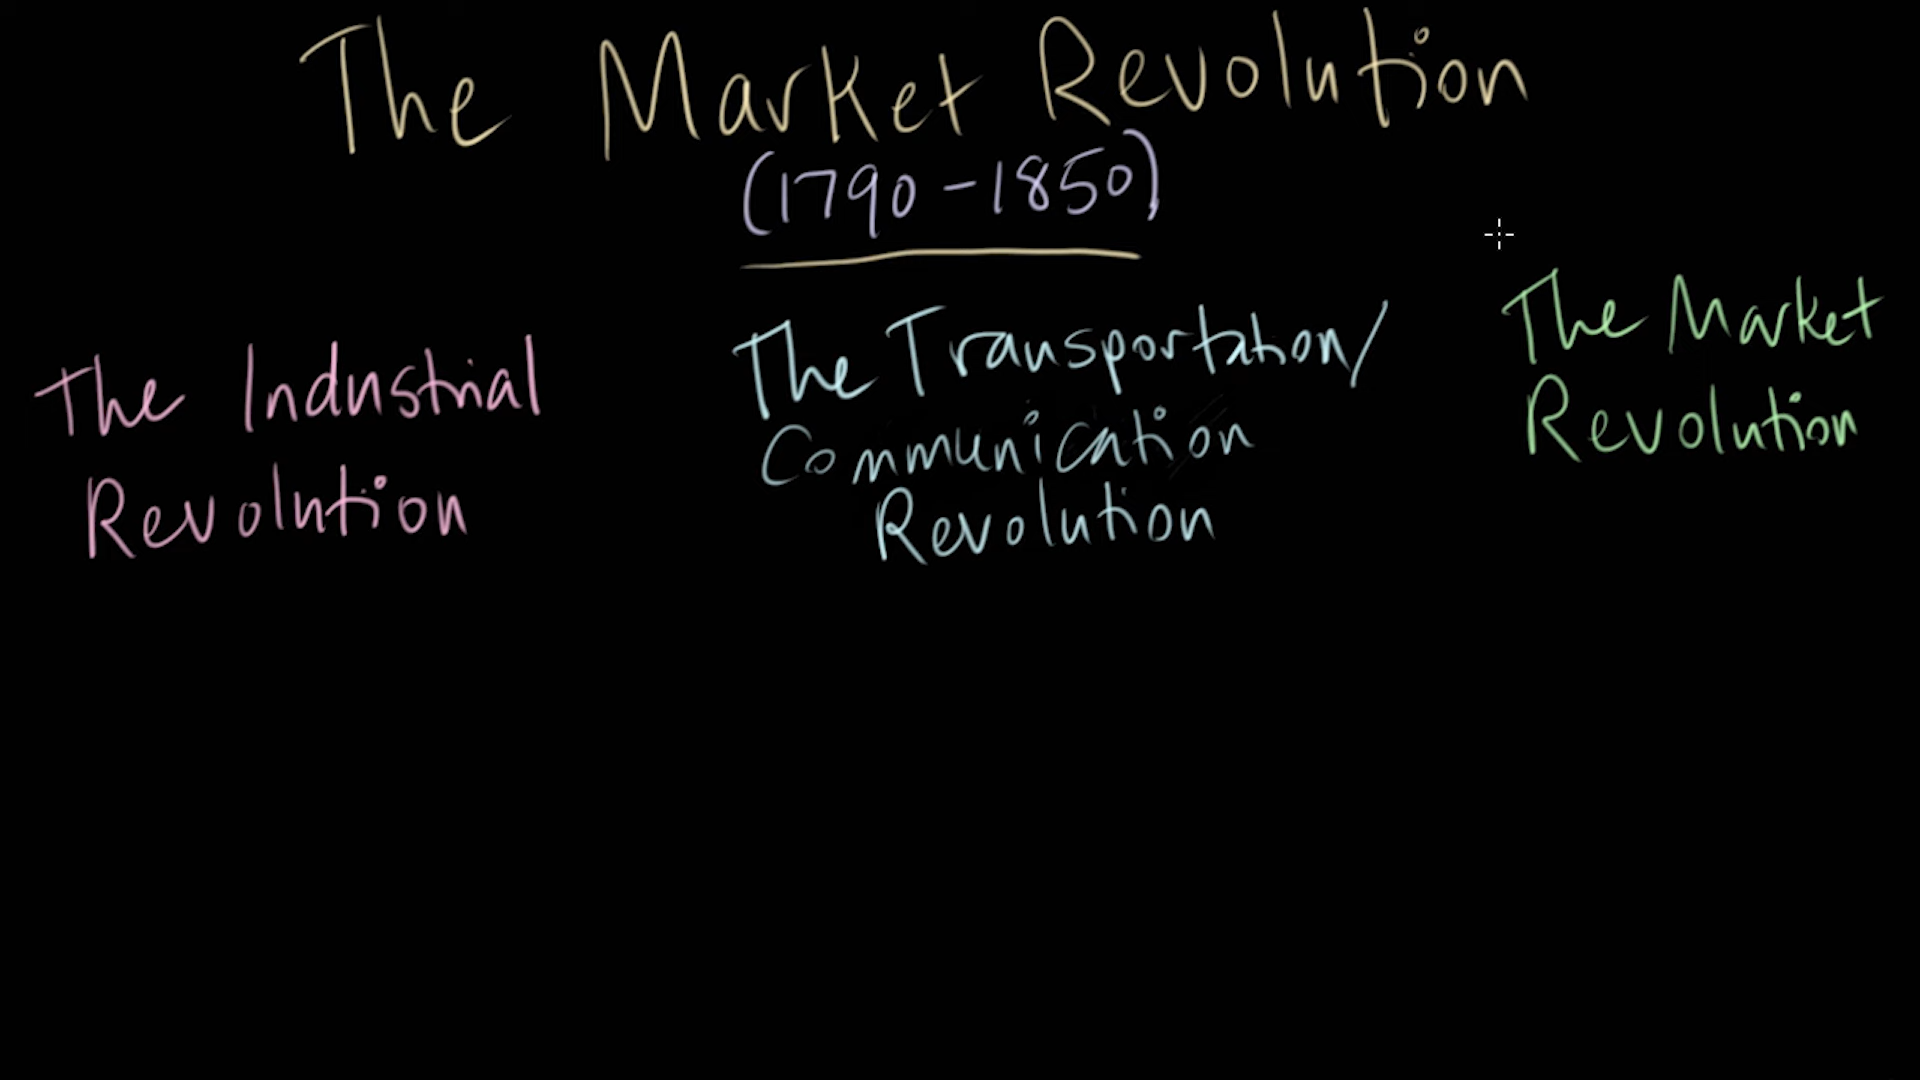 The Market Revolution
(1790-1850)
The Industrial
Revolution
The Transportation/
Communication
Revolution
The Market
Revolution